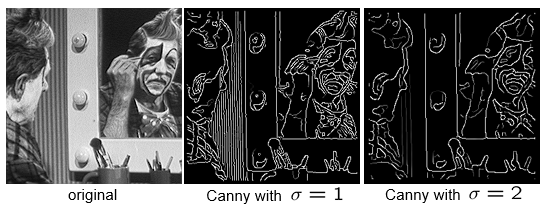 original
Canny with σ = 1
Canny with σ = 2